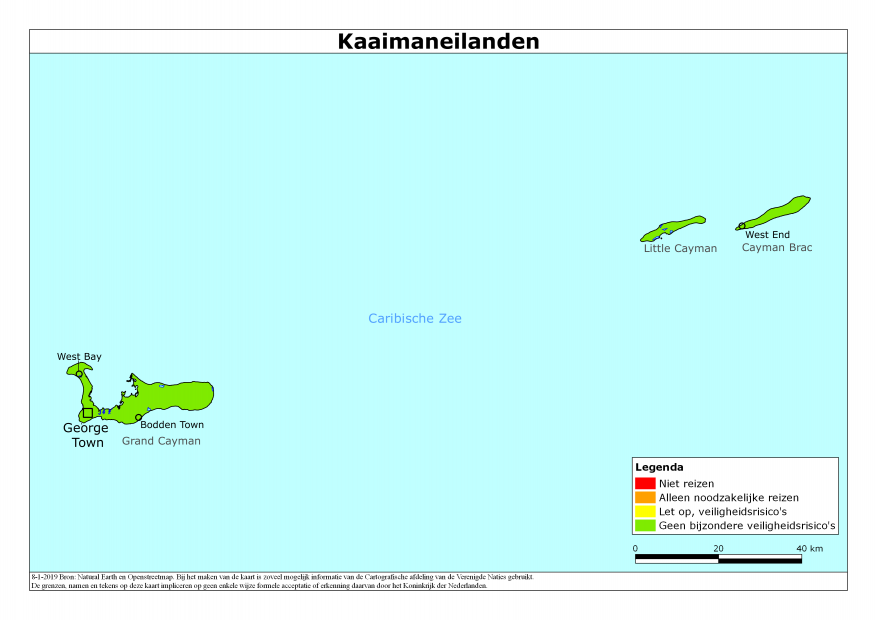 Kaaimaneilanden
West End
Little Cayman
Cayman Brac
Caribische Zee
West Bay
Bodden Town
George
Town
Grand Cayman
Legenda
Niet reizen
Alleen noodzakelijke reizen
Let op, veiligheidsrisico's
Geen bijzondere veiligheidsrisico's
0 20 40 km
8-1-2019 Bron: Natural Earth en Openstreetmap. Bij het maken van de kaart is zoveel mogelijk informatie van de Cartografische afdeling van de Verenigde Naties gebruikt.
De grenzen, namen en tekens op deze kaart impliceren op geen enkele wijze formele acceptatie of erkenning daarvan door het Koninkrijk der Nederlanden.